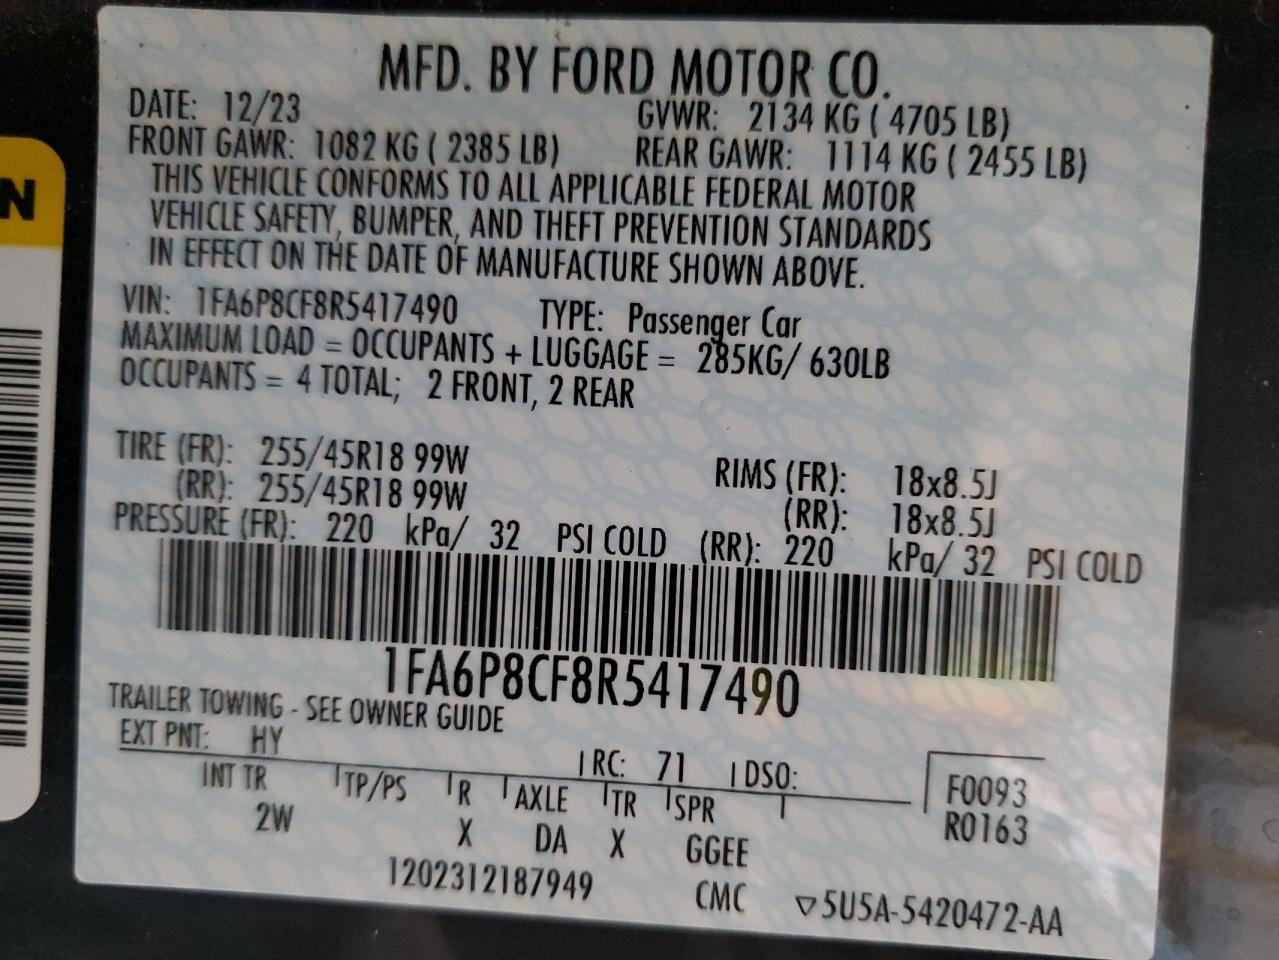 MFD. BY FORD MOTOR CO.
DATE: 12/23 GVWR: 2134 KG ( 4705 LB)
FRONT GAWR: 1082 KG ( 2385 LB) REAR GAWR: 1114 KG ( 2455 LB)
THIS VEHICLE CONFORMS TO ALL APPLICABLE FEDERAL MOTOR
VEHICLE SAFETY, BUMPER, AND THEFT PREVENTION STANDARDS
IN EFFECT ON THE DATE OF MANUFACTURE SHOWN ABOVE.
VIN: 1FA6P8CF8R5417490 TYPE: Passenger Car
MAXIMUM LOAD = OCCUPANTS + LUGGAGE = 285KG/ 630LB
OCCUPANTS = 4 TOTAL; 2 FRONT, 2 REAR
TIRE (FR): 255/45R18 99W RIMS (FR): 18x8.5J
(RR): 255/45R18 99W (RR): 18x8.5J
PRESSURE (FR): 220 kPa/ 32 PSI COLD (RR): 220 kPa/ 32 PSI COLD
1FA6P8CF8R5417490
TRAILER TOWING - SEE OWNER GUIDE
EXT PNT: HY RC: 71 DSO:
INT TR TP/PS R AXLE TR SPR F0093
2W X DA X GGEE R0163
1202312187949 CMC ▽5U5A-5420472-AA
N